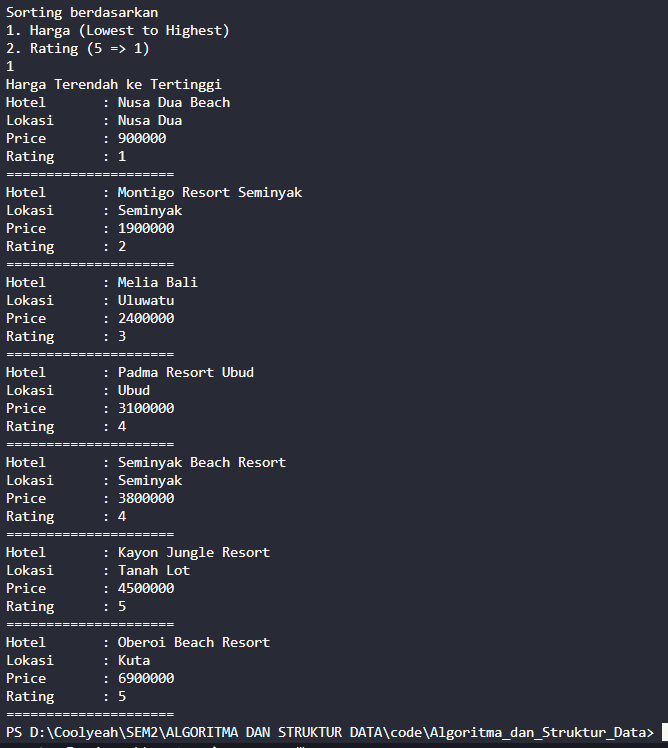 Sorting berdasarkan
1. Harga (Lowest to Highest)
2. Rating (5 => 1)
1
Harga Terendah ke Tertinggi
Hotel       : Nusa Dua Beach
Lokasi      : Nusa Dua
Price       : 900000
Rating      : 1
=====================
Hotel       : Montigo Resort Seminyak
Lokasi      : Seminyak
Price       : 1900000
Rating      : 2
=====================
Hotel       : Melia Bali
Lokasi      : Uluwatu
Price       : 2400000
Rating      : 3
=====================
Hotel       : Padma Resort Ubud
Lokasi      : Ubud
Price       : 3100000
Rating      : 4
=====================
Hotel       : Seminyak Beach Resort
Lokasi      : Seminyak
Price       : 3800000
Rating      : 4
=====================
Hotel       : Kayon Jungle Resort
Lokasi      : Tanah Lot
Price       : 4500000
Rating      : 5
=====================
Hotel       : Oberoi Beach Resort
Lokasi      : Kuta
Price       : 6900000
Rating      : 5
=====================
PS D:\Coolyeah\SEM2\ALGORITMA DAN STRUKTUR DATA\code\Algoritma_dan_Struktur_Data>